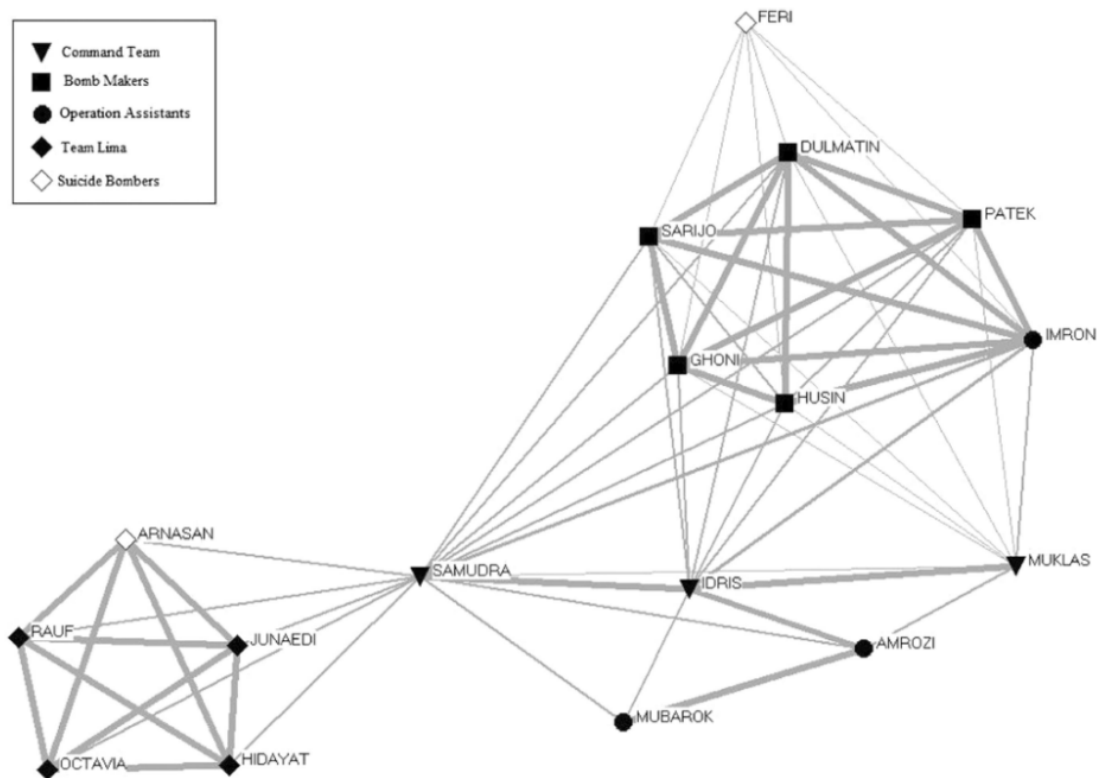 Command Team
Bomb Makers
Operation Assistants
Team Lima
Suicide Bombers
FERI
DULMATIN
PATEK
SARIJO
IMRON
GHONI
HUSIN
ARNASAN
MUKLAS
SAMUDRA
IDRIS
RAUF
JUNAEDI
AMROZI
MUBAROK
OCTAVIA
HIDAYAT